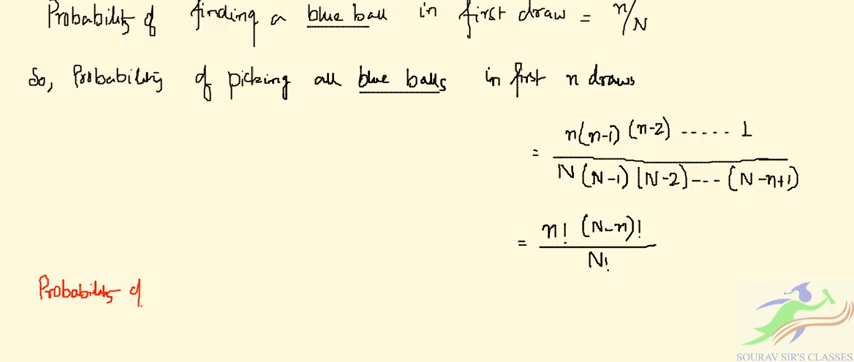 Probability of finding a blue ball in first draw = n/N
So, Probability of picking all blue balls in first n draws
= n(n-1)(n-2) ----- 1 / N(N-1)(N-2)---(N-n+1)
= n! (N-n)! / N!
Probability of
SOURAV SIR'S CLASSES